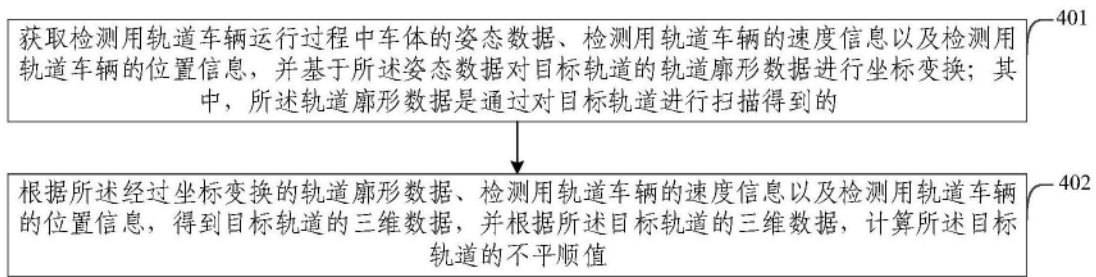 获取检测用轨道车辆运行过程中车体的姿态数据、检测用轨道车辆的速度信息以及检测用
轨道车辆的位置信息，并基于所述姿态数据对目标轨道的轨道廓形数据进行坐标变换；其
中，所述轨道廓形数据是通过对目标轨道进行扫描得到的
401
根据所述经过坐标变换的轨道廓形数据、检测用轨道车辆的速度信息以及检测用轨道车辆
的位置信息，得到目标轨道的三维数据，并根据所述目标轨道的三维数据，计算所述目标
轨道的不平顺值
402